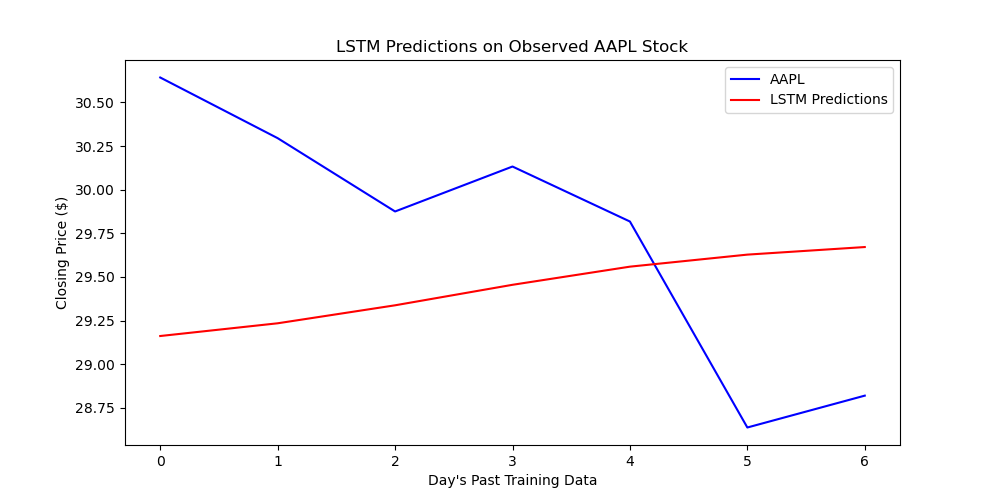 LSTM Predictions on Observed AAPL Stock
AAPL
LSTM Predictions
Closing Price ($)
30.50
30.25
30.00
29.75
29.50
29.25
29.00
28.75
0 1 2 3 4 5 6
Day's Past Training Data